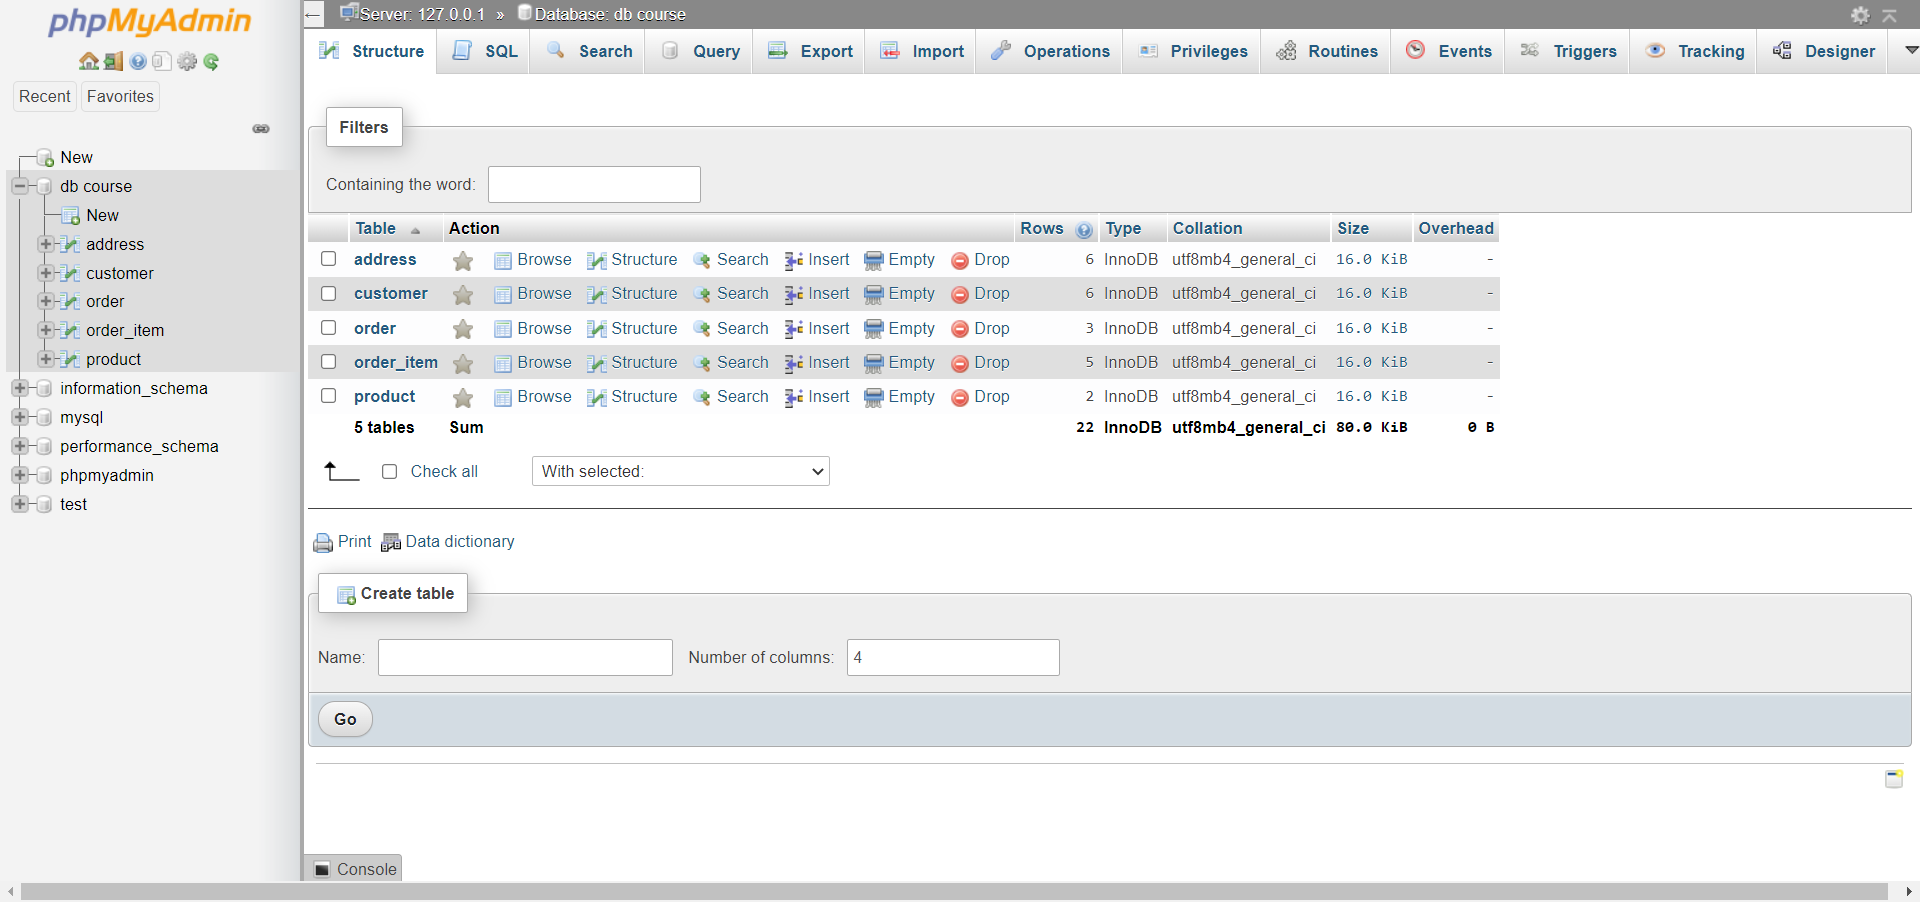 phpMyAdmin
Recent Favorites
New
db course
New
address
customer
order
order_item
product
information_schema
mysql
performance_schema
phpmyadmin
test
Server: 127.0.0.1 » Database: db course
Structure SQL Search Query Export Import Operations Privileges Routines Events Triggers Tracking Designer
Filters
Containing the word:
Table Action Rows Type Collation Size Overhead
address Browse Structure Search Insert Empty Drop 6 InnoDB utf8mb4_general_ci 16.0 KiB -
customer Browse Structure Search Insert Empty Drop 6 InnoDB utf8mb4_general_ci 16.0 KiB -
order Browse Structure Search Insert Empty Drop 3 InnoDB utf8mb4_general_ci 16.0 KiB -
order_item Browse Structure Search Insert Empty Drop 5 InnoDB utf8mb4_general_ci 16.0 KiB -
product Browse Structure Search Insert Empty Drop 2 InnoDB utf8mb4_general_ci 16.0 KiB -
5 tables Sum 22 InnoDB utf8mb4_general_ci 80.0 KiB 0 B
Check all With selected:
Print Data dictionary
Create table
Name: Number of columns: 4
Go
Console